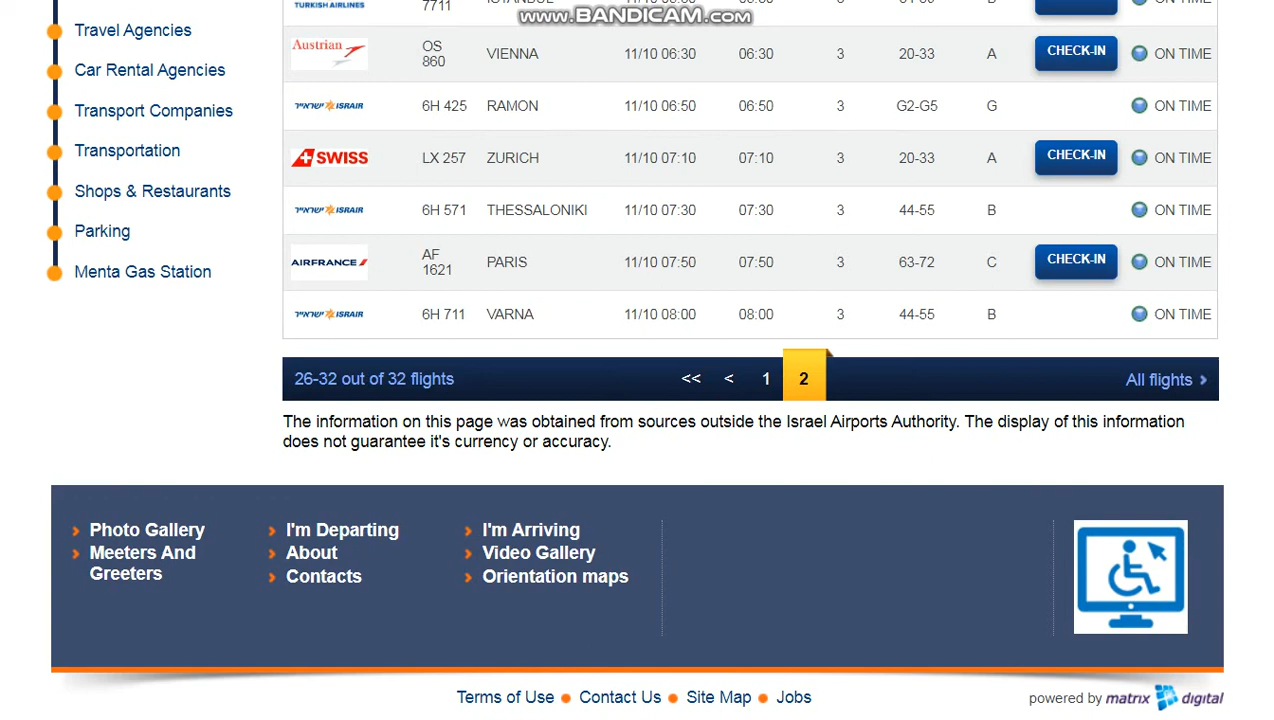 www.BANDICAM.com
TURKISH AIRLINES 7711
Travel Agencies
Car Rental Agencies
Transport Companies
Transportation
Shops & Restaurants
Parking
Menta Gas Station
Austrian OS 860 VIENNA 11/10 06:30 06:30 3 20-33 A CHECK-IN ON TIME
ישראייר ISRAIR 6H 425 RAMON 11/10 06:50 06:50 3 G2-G5 G ON TIME
SWISS LX 257 ZURICH 11/10 07:10 07:10 3 20-33 A CHECK-IN ON TIME
ישראייר ISRAIR 6H 571 THESSALONIKI 11/10 07:30 07:30 3 44-55 B ON TIME
AIRFRANCE AF 1621 PARIS 11/10 07:50 07:50 3 63-72 C CHECK-IN ON TIME
ישראייר ISRAIR 6H 711 VARNA 11/10 08:00 08:00 3 44-55 B ON TIME
26-32 out of 32 flights << < 1 2 All flights
The information on this page was obtained from sources outside the Israel Airports Authority. The display of this information
does not guarantee it's currency or accuracy.
Photo Gallery I'm Departing I'm Arriving
Meeters And Greeters About Video Gallery
Contacts Orientation maps
Terms of Use Contact Us Site Map Jobs
powered by matrix digital